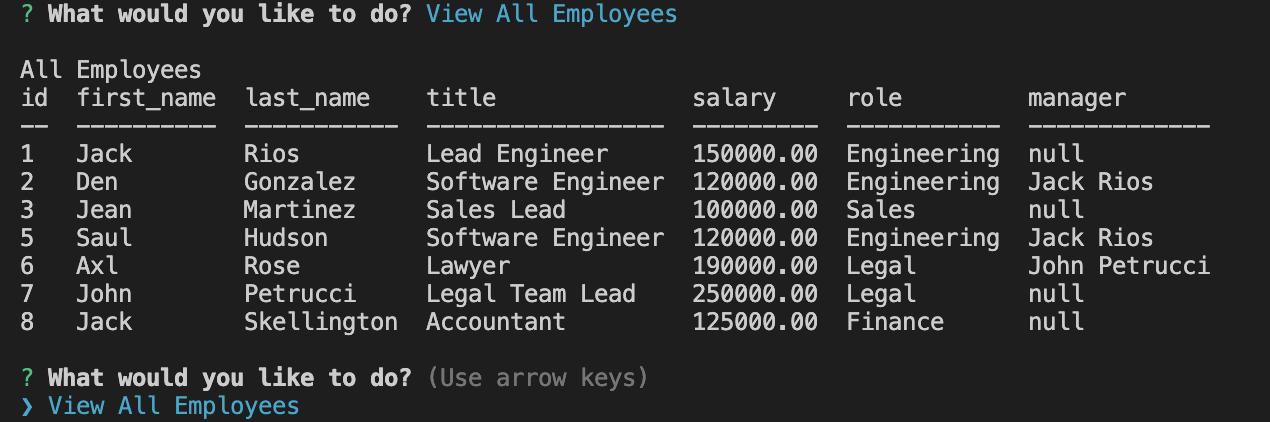 ? What would you like to do? View All Employees
All Employees
id  first_name  last_name    title              salary     role         manager
--  ----------  -----------  -----------------  ---------  -----------  -------------
1   Jack        Rios         Lead Engineer      150000.00  Engineering  null
2   Den         Gonzalez     Software Engineer  120000.00  Engineering  Jack Rios
3   Jean        Martinez     Sales Lead         100000.00  Sales        null
5   Saul        Hudson       Software Engineer  120000.00  Engineering  Jack Rios
6   Axl         Rose         Lawyer             190000.00  Legal        John Petrucci
7   John        Petrucci     Legal Team Lead    250000.00  Legal        null
8   Jack        Skellington  Accountant         125000.00  Finance      null
? What would you like to do? (Use arrow keys)
❯ View All Employees